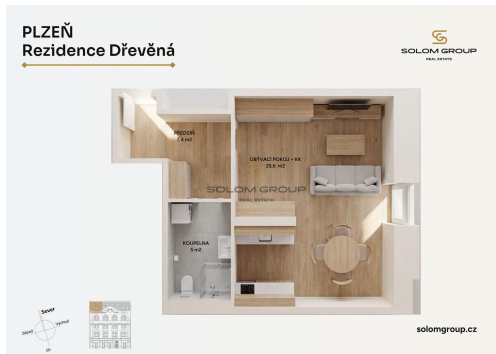 PLZEŇ
Rezidence Dřevěná
SOLOM GROUP
REAL ESTATE
PŘEDSÍŇ
7.4 m2
OBÝVACÍ POKOJ + KK
25.6 m2
SOLOM GROUP
REAL ESTATE
KOUPELNA
5 m2
Sever
Východ
Západ
Jih
solomgroup.cz